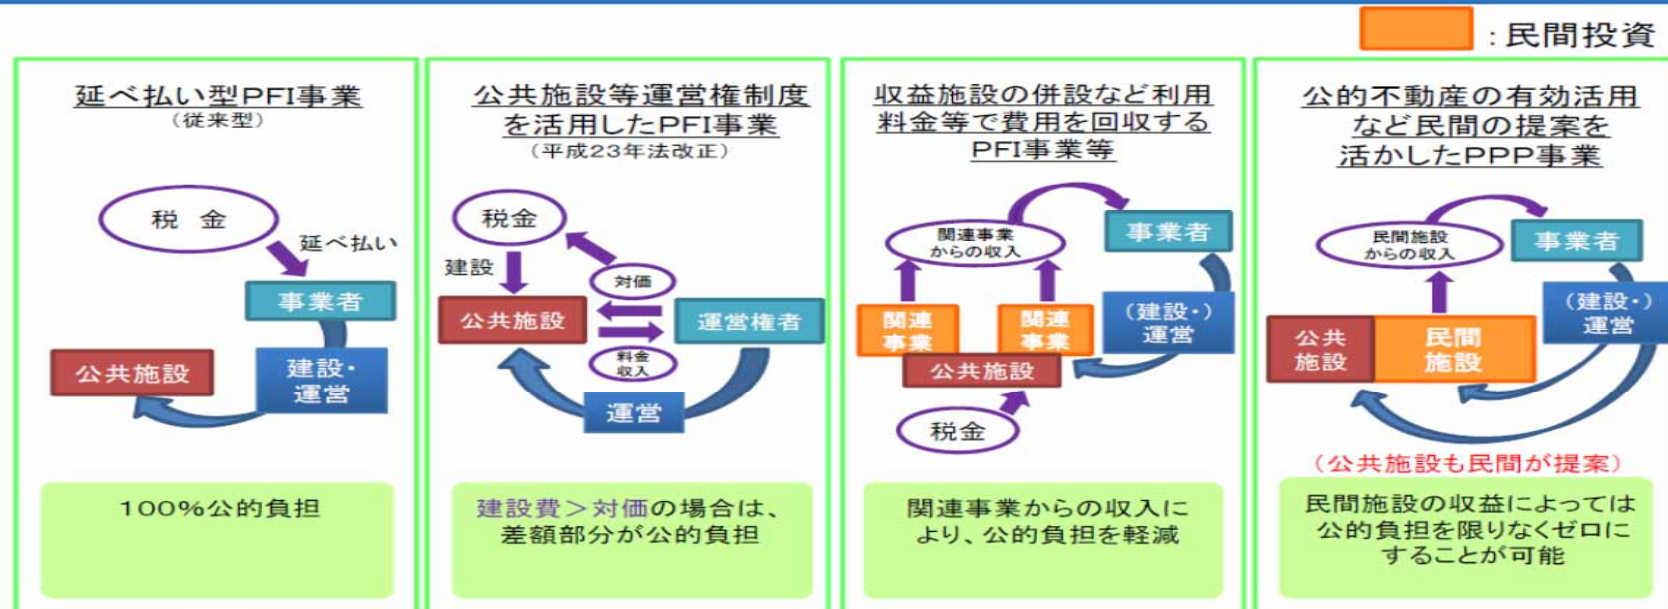 ：民間投資
延べ払い型PFI事業
（従来型）
税　金
延べ払い
事業者
公共施設
建設・
運営
100％公的負担
公共施設等運営権制度
を活用したPFI事業
（平成23年法改正）
税金
建設
対価
公共施設
運営権者
料金
収入
運営
建設費＞対価の場合は、
差額部分が公的負担
収益施設の併設など利用
料金等で費用を回収する
PFI事業等
関連事業
からの収入
事業者
関連
事業
関連
事業
（建設・）
運営
公共施設
税金
関連事業からの収入に
より、公的負担を軽減
公的不動産の有効活用
など民間の提案を
活かしたPPP事業
民間施設
からの収入
事業者
（建設・）
運営
公共
施設
民間
施設
（公共施設も民間が提案）
民間施設の収益によっては
公的負担を限りなくゼロに
することが可能